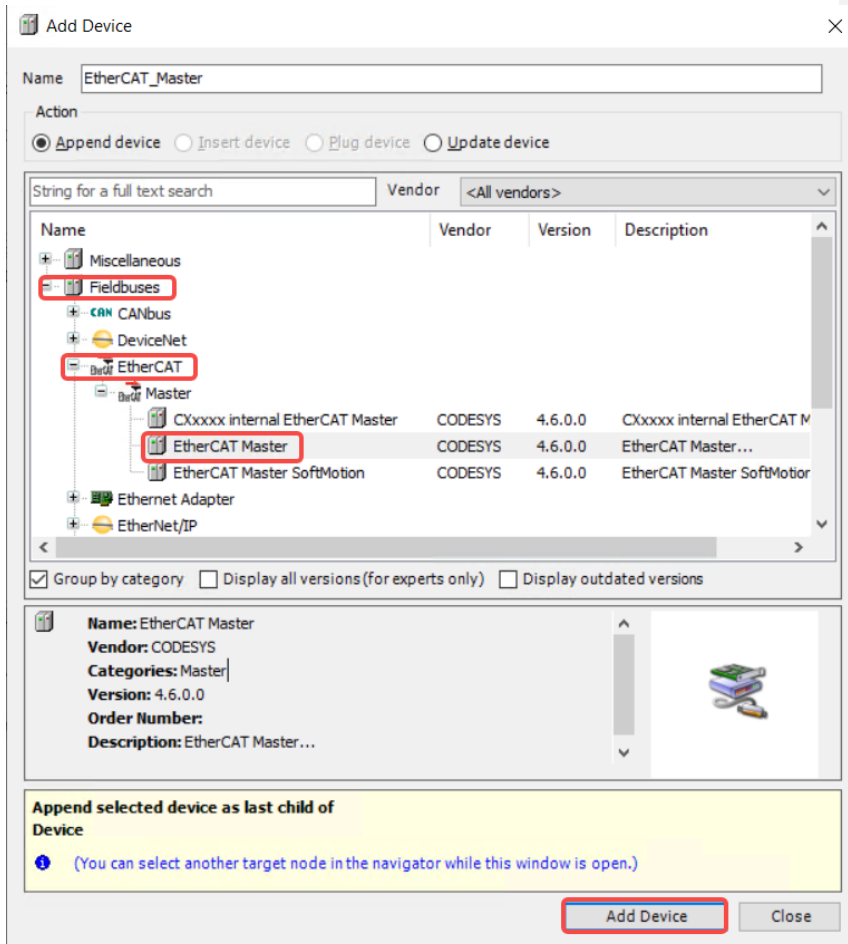 Add Device
Name EtherCAT_Master
Action
Append device Insert device Plug device Update device
String for a full text search Vendor <All vendors>
Name Vendor Version Description
Miscellaneous
Fieldbuses
CAN CANbus
DeviceNet
EtherCAT
Master
CXxxxx internal EtherCAT Master CODESYS 4.6.0.0 CXxxxx internal EtherCAT M
EtherCAT Master CODESYS 4.6.0.0 EtherCAT Master...
EtherCAT Master SoftMotion CODESYS 4.6.0.0 EtherCAT Master SoftMotion
Ethernet Adapter
EtherNet/IP
Group by category Display all versions(for experts only) Display outdated versions
Name: EtherCAT Master
Vendor: CODESYS
Categories: Master
Version: 4.6.0.0
Order Number:
Description: EtherCAT Master...
Append selected device as last child of
Device
(You can select another target node in the navigator while this window is open.)
Add Device Close